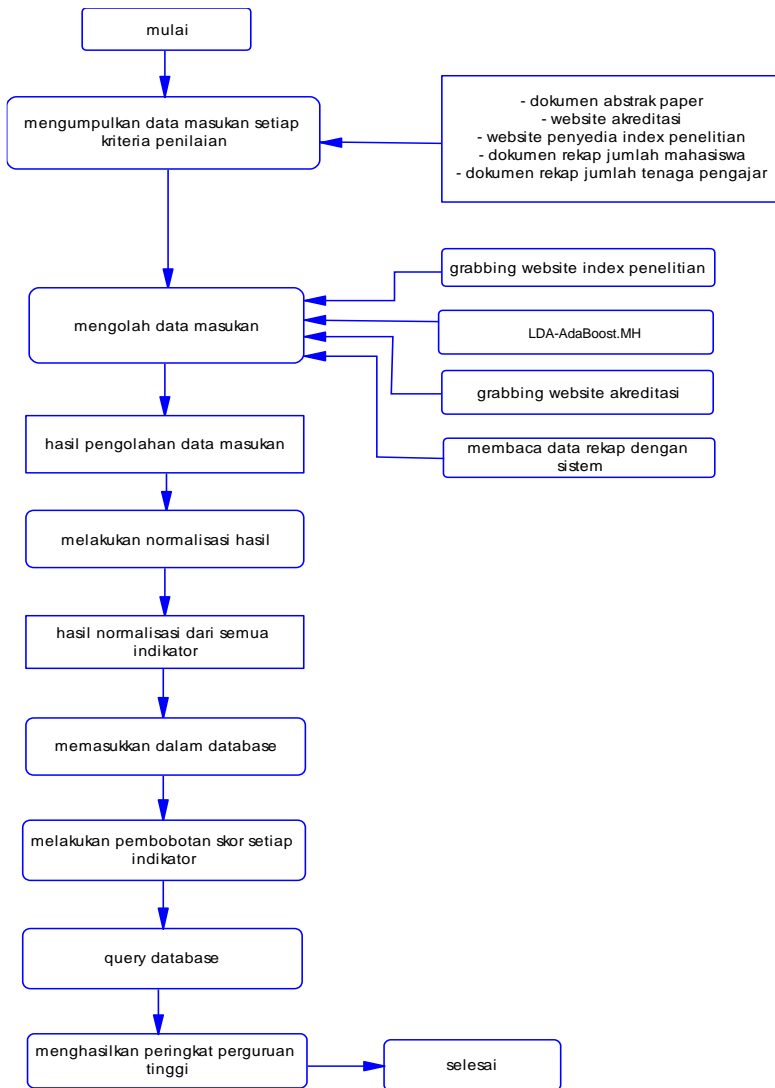 mulai
mengumpulkan data masukan setiap
kriteria penilaian
- dokumen abstrak paper
- website akreditasi
- website penyedia index penelitian
- dokumen rekap jumlah mahasiswa
- dokumen rekap jumlah tenaga pengajar
mengolah data masukan
grabbing website index penelitian
LDA-AdaBoost.MH
grabbing website akreditasi
membaca data rekap dengan
sistem
hasil pengolahan data masukan
melakukan normalisasi hasil
hasil normalisasi dari semua
indikator
memasukkan dalam database
melakukan pembobotan skor setiap
indikator
query database
menghasilkan peringkat perguruan
tinggi
selesai